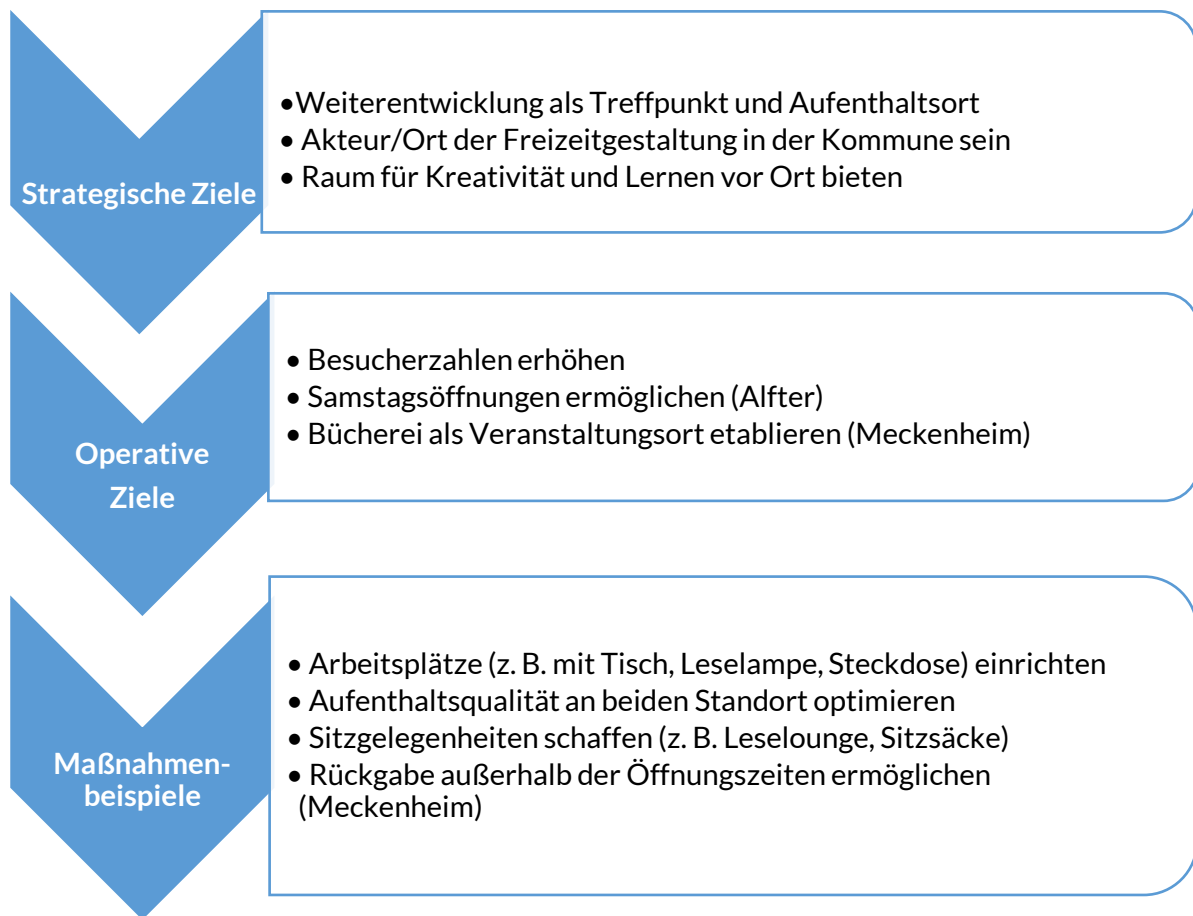 Strategische Ziele
•Weiterentwicklung als Treffpunkt und Aufenthaltsort
• Akteur/Ort der Freizeitgestaltung in der Kommune sein
• Raum für Kreativität und Lernen vor Ort bieten
Operative
Ziele
• Besucherzahlen erhöhen
• Samstagsöffnungen ermöglichen (Alfter)
• Bücherei als Veranstaltungsort etablieren (Meckenheim)
Maßnahmen-
beispiele
• Arbeitsplätze (z. B. mit Tisch, Leselampe, Steckdose) einrichten
• Aufenthaltsqualität an beiden Standort optimieren
• Sitzgelegenheiten schaffen (z. B. Leselounge, Sitzsäcke)
• Rückgabe außerhalb der Öffnungszeiten ermöglichen
(Meckenheim)